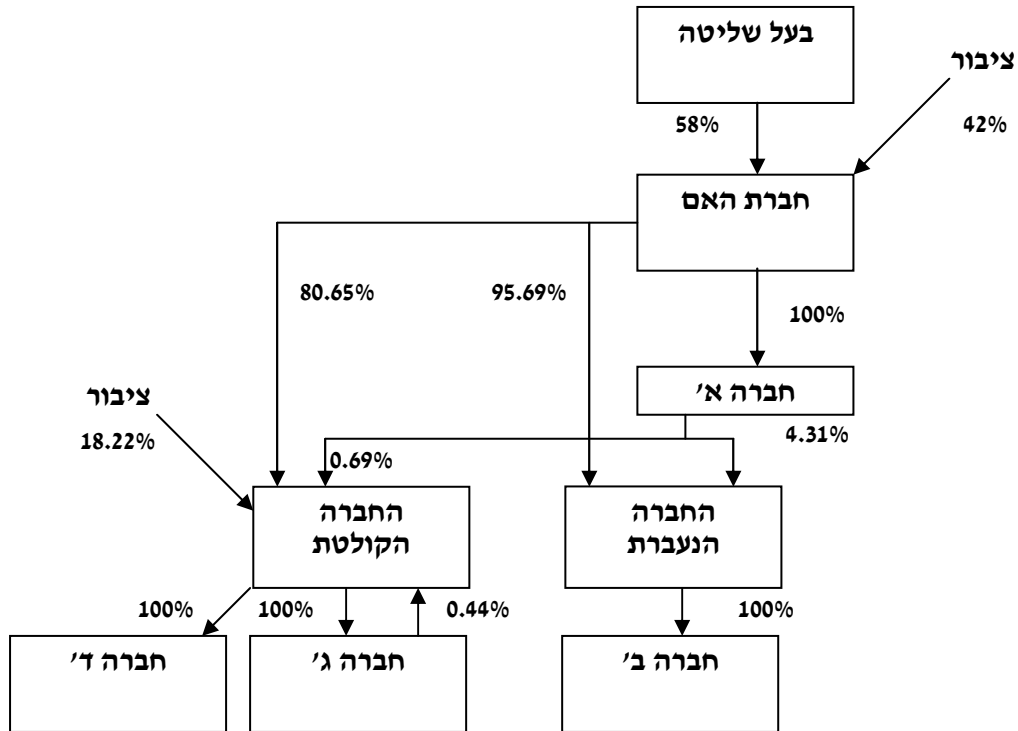 בעל שליטה
ציבור
58%
42%
חברת האם
80.65%
95.69%
100%
חברה א'
ציבור
4.31%
18.22%
0.69%
החברה
הקולטת
החברה
הנעברת
100%
100%
0.44%
100%
חברה ד'
חברה ג'
חברה ב'